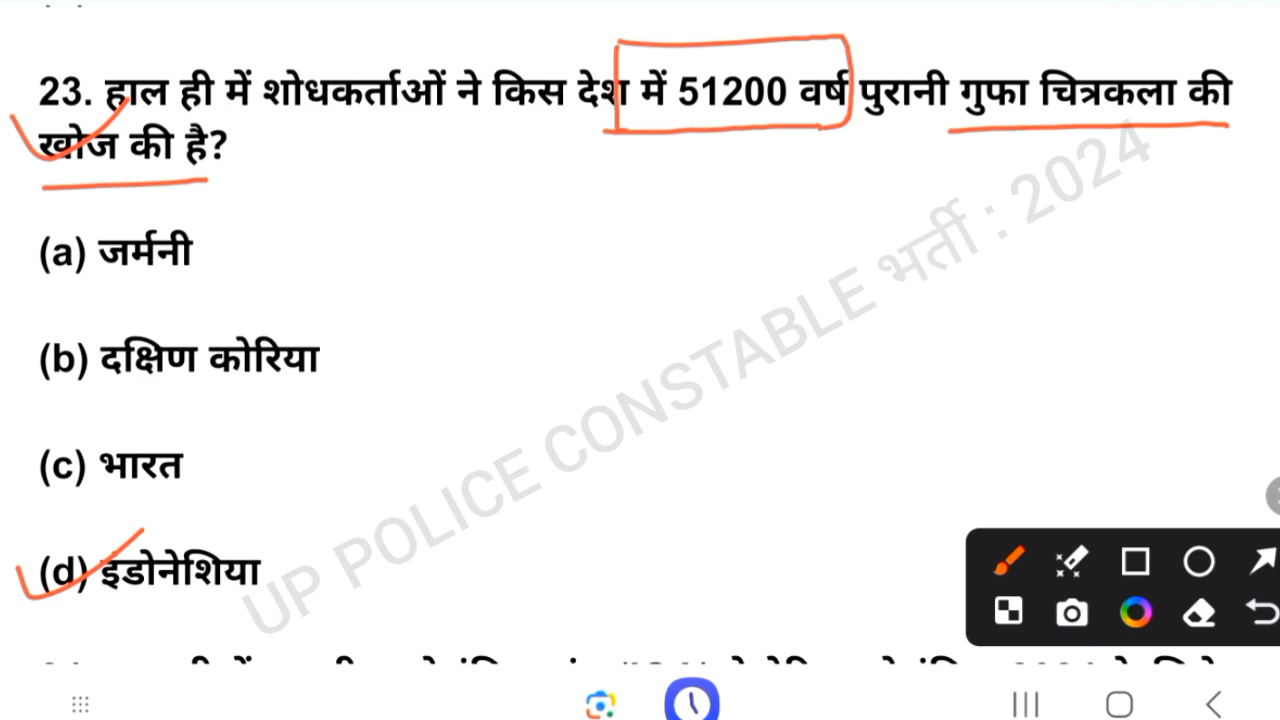 23. हाल ही में शोधकर्ताओं ने किस देश में 51200 वर्ष पुरानी गुफा चित्रकला की
खोज की है?
(a) जर्मनी
(b) दक्षिण कोरिया
(c) भारत
(d) इंडोनेशिया
UP POLICE CONSTABLE भर्ती : 2024